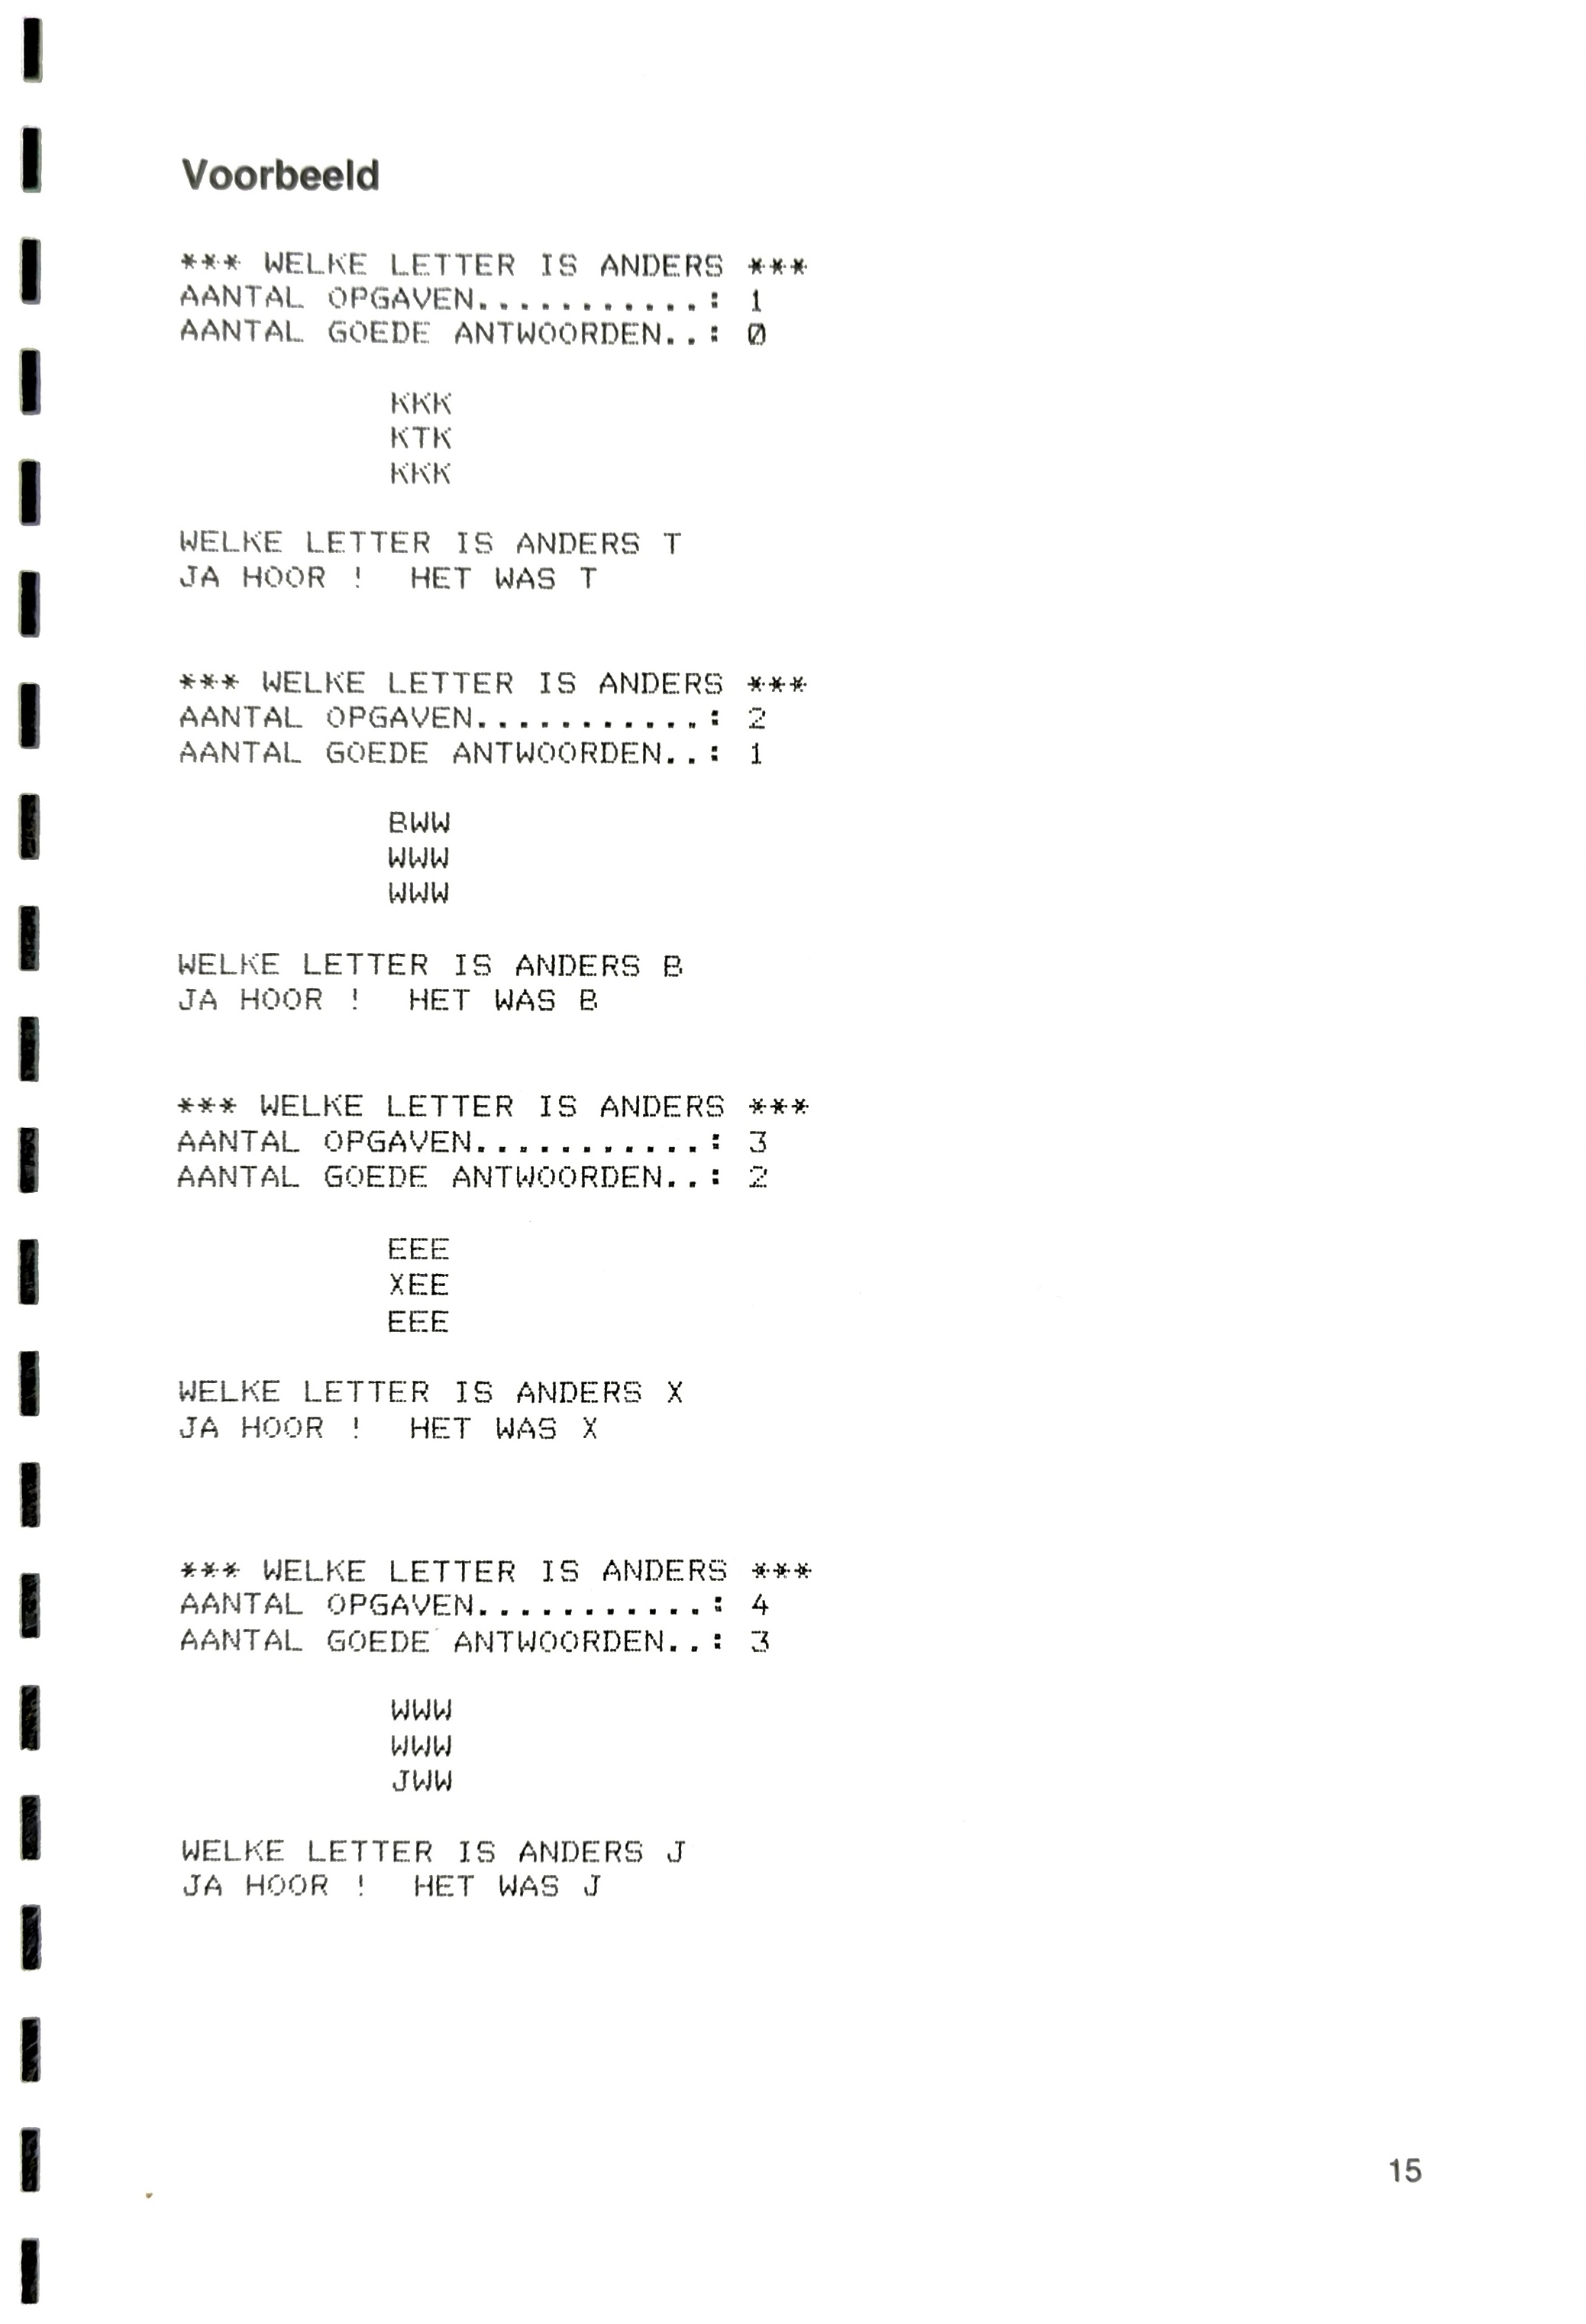 Voorbeeld
*** WELKE LETTER IS ANDERS ***
AANTAL OPGAVEN...........: 1
AANTAL GOEDE ANTWOORDEN..: 0
KKK
KTK
KKK
WELKE LETTER IS ANDERS T
JA HOOR !  HET WAS T
*** WELKE LETTER IS ANDERS ***
AANTAL OPGAVEN...........: 2
AANTAL GOEDE ANTWOORDEN..: 1
BWW
WWW
WWW
WELKE LETTER IS ANDERS B
JA HOOR !  HET WAS B
*** WELKE LETTER IS ANDERS ***
AANTAL OPGAVEN...........: 3
AANTAL GOEDE ANTWOORDEN..: 2
EEE
XEE
EEE
WELKE LETTER IS ANDERS X
JA HOOR !  HET WAS X
*** WELKE LETTER IS ANDERS ***
AANTAL OPGAVEN...........: 4
AANTAL GOEDE ANTWOORDEN..: 3
WWW
WWW
JWW
WELKE LETTER IS ANDERS J
JA HOOR !  HET WAS J
15